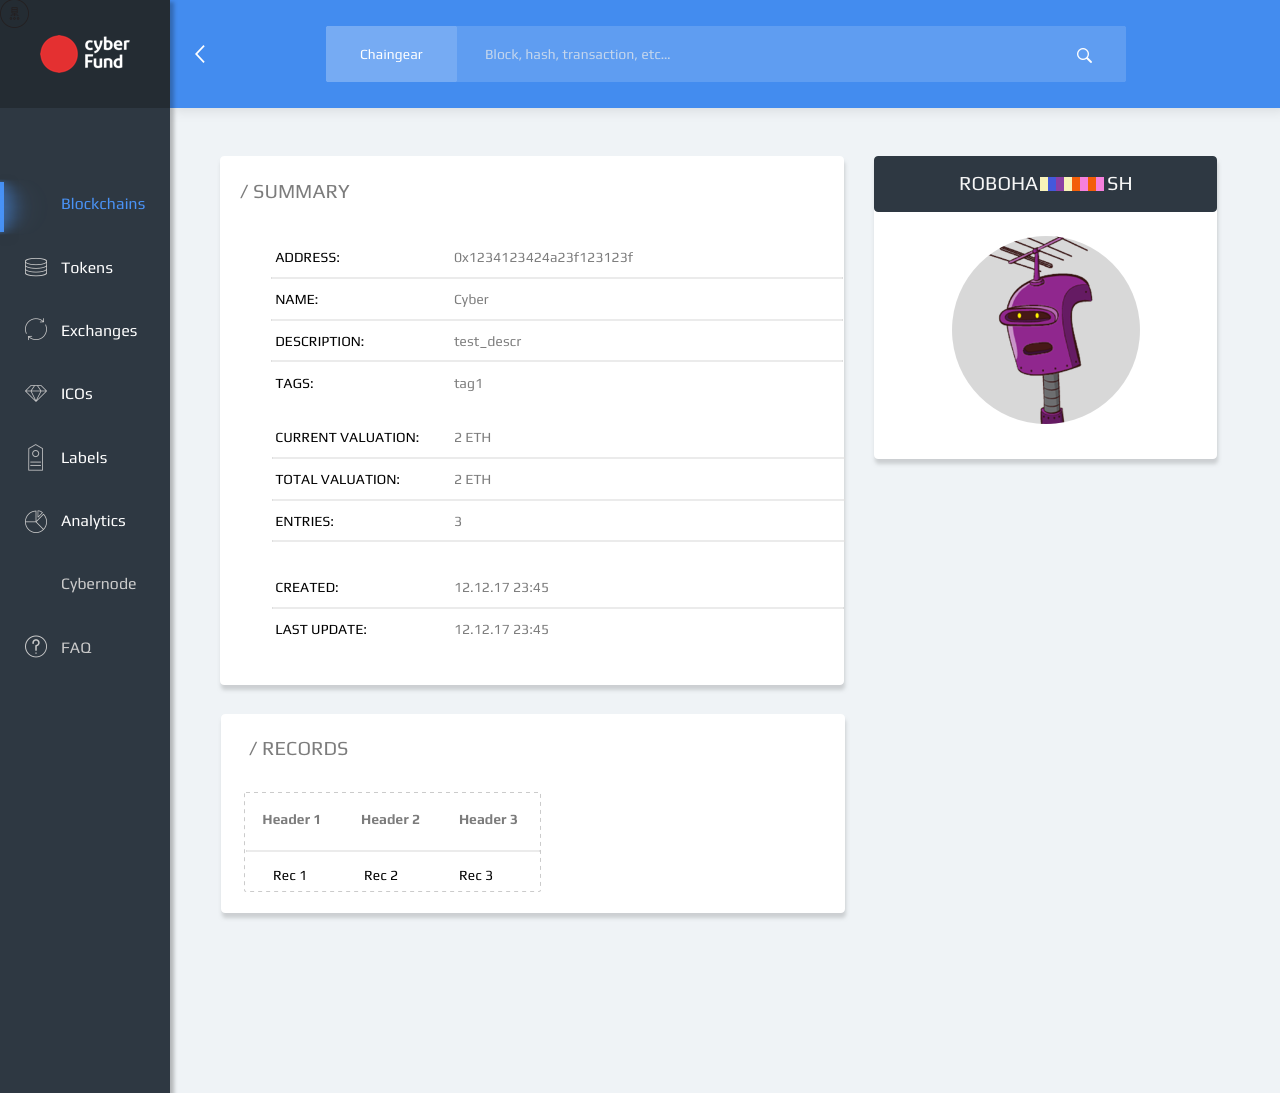 cyber
Fund
Chaingear
Block, hash, transaction, etc...
Blockchains
Tokens
Exchanges
ICOs
Labels
Analytics
Cybernode
FAQ
/ SUMMARY
ADDRESS: 0x1234123424a23f123123f
NAME: Cyber
DESCRIPTION: test_descr
TAGS: tag1
CURRENT VALUATION: 2 ETH
TOTAL VALUATION: 2 ETH
ENTRIES: 3
CREATED: 12.12.17 23:45
LAST UPDATE: 12.12.17 23:45
ROBOHA SH
/ RECORDS
Header 1 Header 2 Header 3
Rec 1 Rec 2 Rec 3